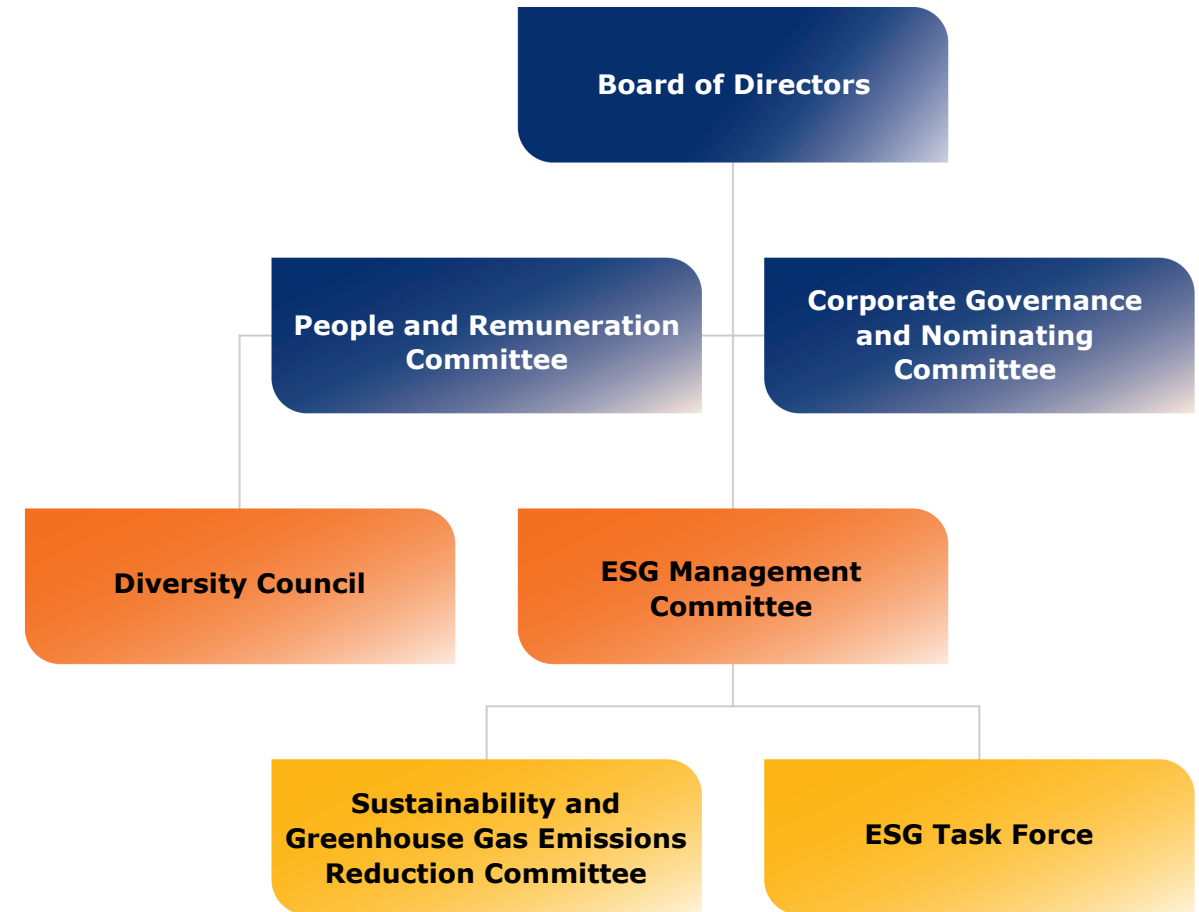 Board of Directors
People and Remuneration
Committee
Corporate Governance
and Nominating
Committee
Diversity Council
ESG Management
Committee
Sustainability and
Greenhouse Gas Emissions
Reduction Committee
ESG Task Force